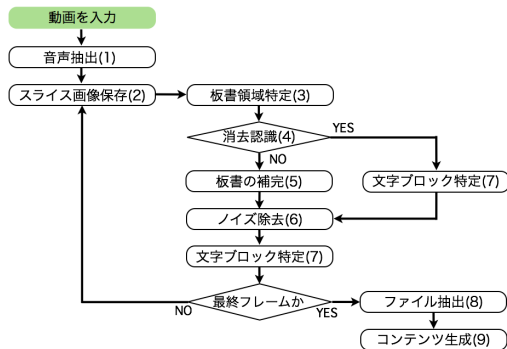 動画を入力
音声抽出(1)
スライス画像保存(2)
板書領域特定(3)
消去認識(4)
YES
NO
板書の補完(5)
文字ブロック特定(7)
ノイズ除去(6)
文字ブロック特定(7)
最終フレームか
NO
YES
ファイル抽出(8)
コンテンツ生成(9)